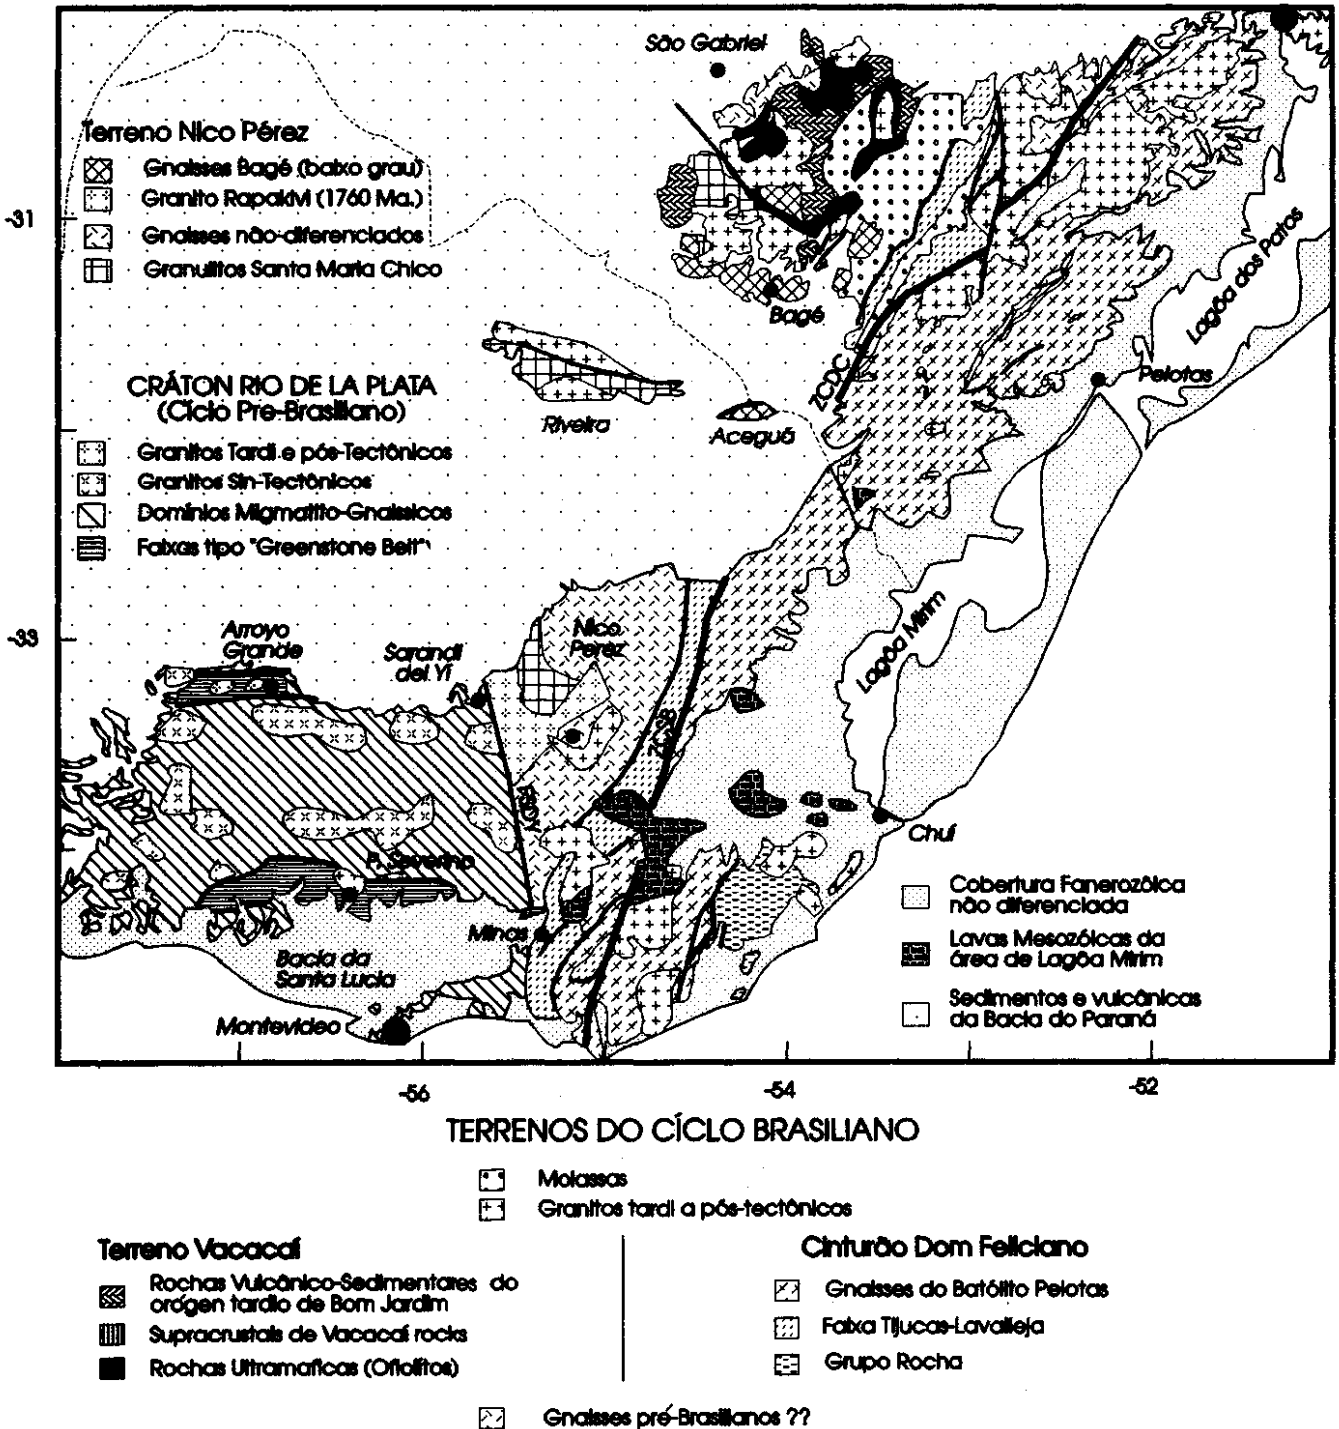 São Gabriel
Terreno Nico Pérez
Gnaisses Bagé (baixo grau)
Granito Rapakivi (1760 Ma.)
Gnaisses não-diferenciados
Granulitos Santa Maria Chico
-31
Lagôa dos Patos
Bagé
ZCDC
Pelotas
CRÁTON RIO DE LA PLATA
(Ciclo Pre-Brasiliano)
Riveira
Aceguá
Granitos Tardi e pós-Tectônicos
Granitos Sin-Tectônicos
Domínios Migmatito-Gnaissicos
Faixas tipo "Greenstone Belt"
-33
Arroyo
Grande
Sarandi
del Yí
Nico
Perez
Lagôa Mirim
ZCSB
FSDY
Chuí
P. Severino
Minas
Bacia da
Santa Lucia
Montevideo
Cobertura Fanerozóica
não diferenciada
Lavas Mesozóicas da
área de Lagôa Mirim
Sedimentos e vulcânicas
da Bacia do Paraná
-56
-54
-52
TERRENOS DO CÍCLO BRASILIANO
Molassas
Granitos tardi a pós-tectônicos
Terreno Vacacaí
Rochas Vulcânico-Sedimentares do
orógen tardio de Bom Jardim
Supracrustais de Vacacaí rocks
Rochas Ultramaficas (Ofiolitos)
Cinturão Dom Feliciano
Gnaisses do Batólito Pelotas
Faixa Tijucas-Lavalleja
Grupo Rocha
Gnaisses pré-Brasilianos ??